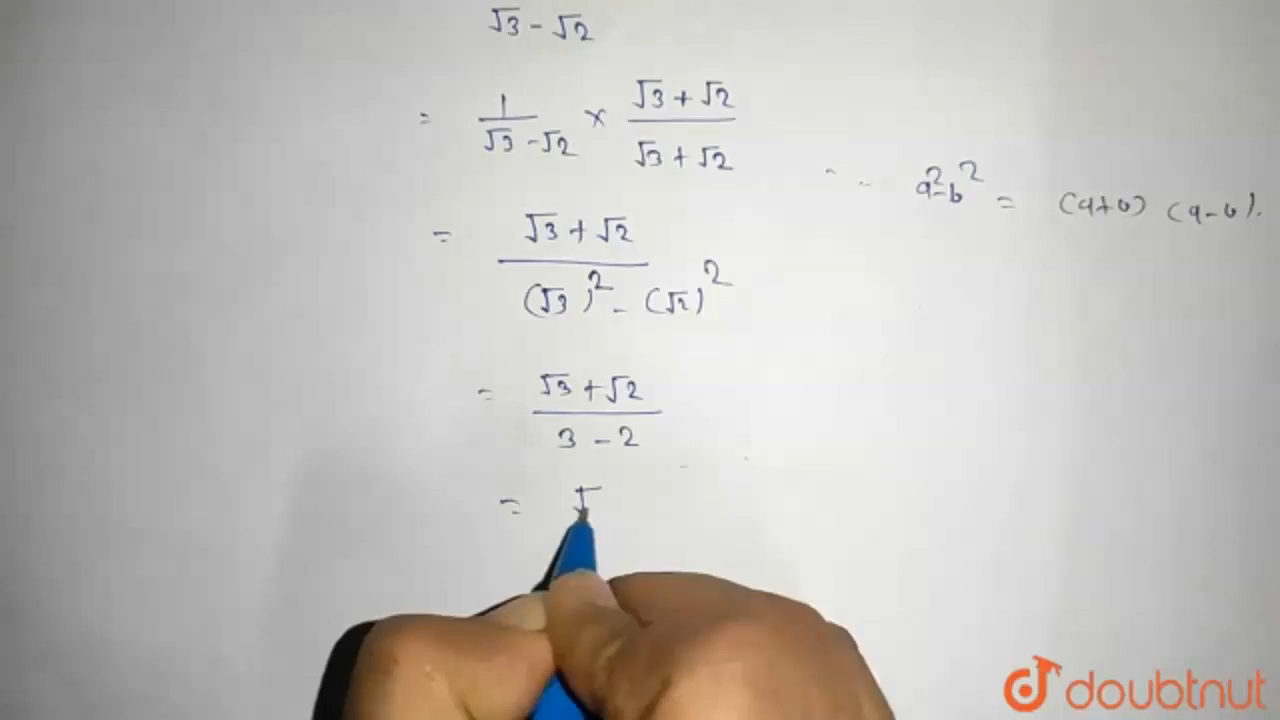 √3 - √2
= 1 / √3 - √2 × √3 + √2 / √3 + √2
∵ a² - b² = (a+b) (a-b).
= √3 + √2 / (√3)² - (√2)²
= √3 + √2 / 3 - 2
= √
doubtnut